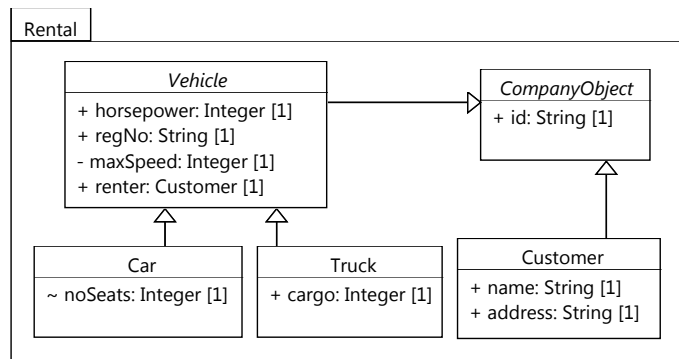 Rental
Vehicle
+ horsepower: Integer [1]
+ regNo: String [1]
- maxSpeed: Integer [1]
+ renter: Customer [1]
CompanyObject
+ id: String [1]
Car
~ noSeats: Integer [1]
Truck
+ cargo: Integer [1]
Customer
+ name: String [1]
+ address: String [1]